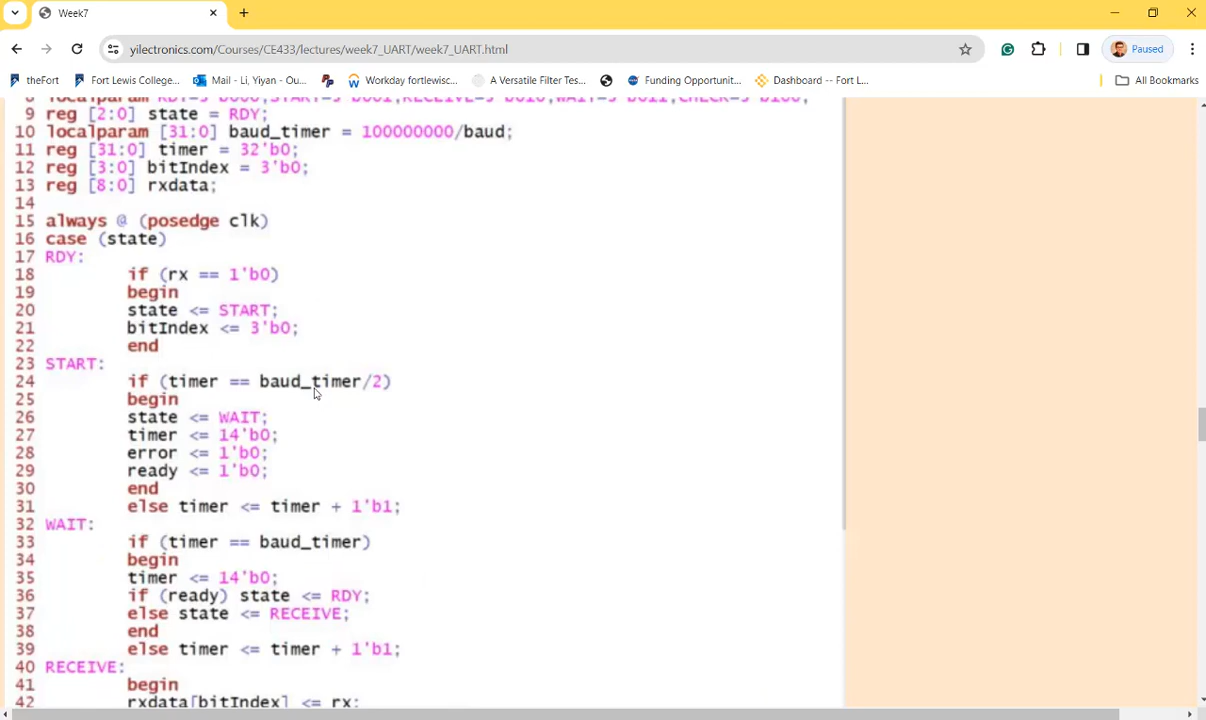 Week7
yilectronics.com/Courses/CE433/lectures/week7_UART/week7_UART.html
Paused
theFort
Fort Lewis College...
Mail - Li, Yiyan - Ou...
Workday fortlewisc...
A Versatile Filter Tes...
Funding Opportunit...
Dashboard -- Fort L...
All Bookmarks
8 localparam RDY=3'b000,START=3'b001,RECEIVE=3'b010,WAIT=3'b011,CHECK=3'b100;
9 reg [2:0] state = RDY;
10 localparam [31:0] baud_timer = 100000000/baud;
11 reg [31:0] timer = 32'b0;
12 reg [3:0] bitIndex = 3'b0;
13 reg [8:0] rxdata;
14
15 always @ (posedge clk)
16 case (state)
17 RDY:
18 if (rx == 1'b0)
19 begin
20 state <= START;
21 bitIndex <= 3'b0;
22 end
23 START:
24 if (timer == baud_timer/2)
25 begin
26 state <= WAIT;
27 timer <= 14'b0;
28 error <= 1'b0;
29 ready <= 1'b0;
30 end
31 else timer <= timer + 1'b1;
32 WAIT:
33 if (timer == baud_timer)
34 begin
35 timer <= 14'b0;
36 if (ready) state <= RDY;
37 else state <= RECEIVE;
38 end
39 else timer <= timer + 1'b1;
40 RECEIVE:
41 begin
42 rxdata[bitIndex] <= rx;